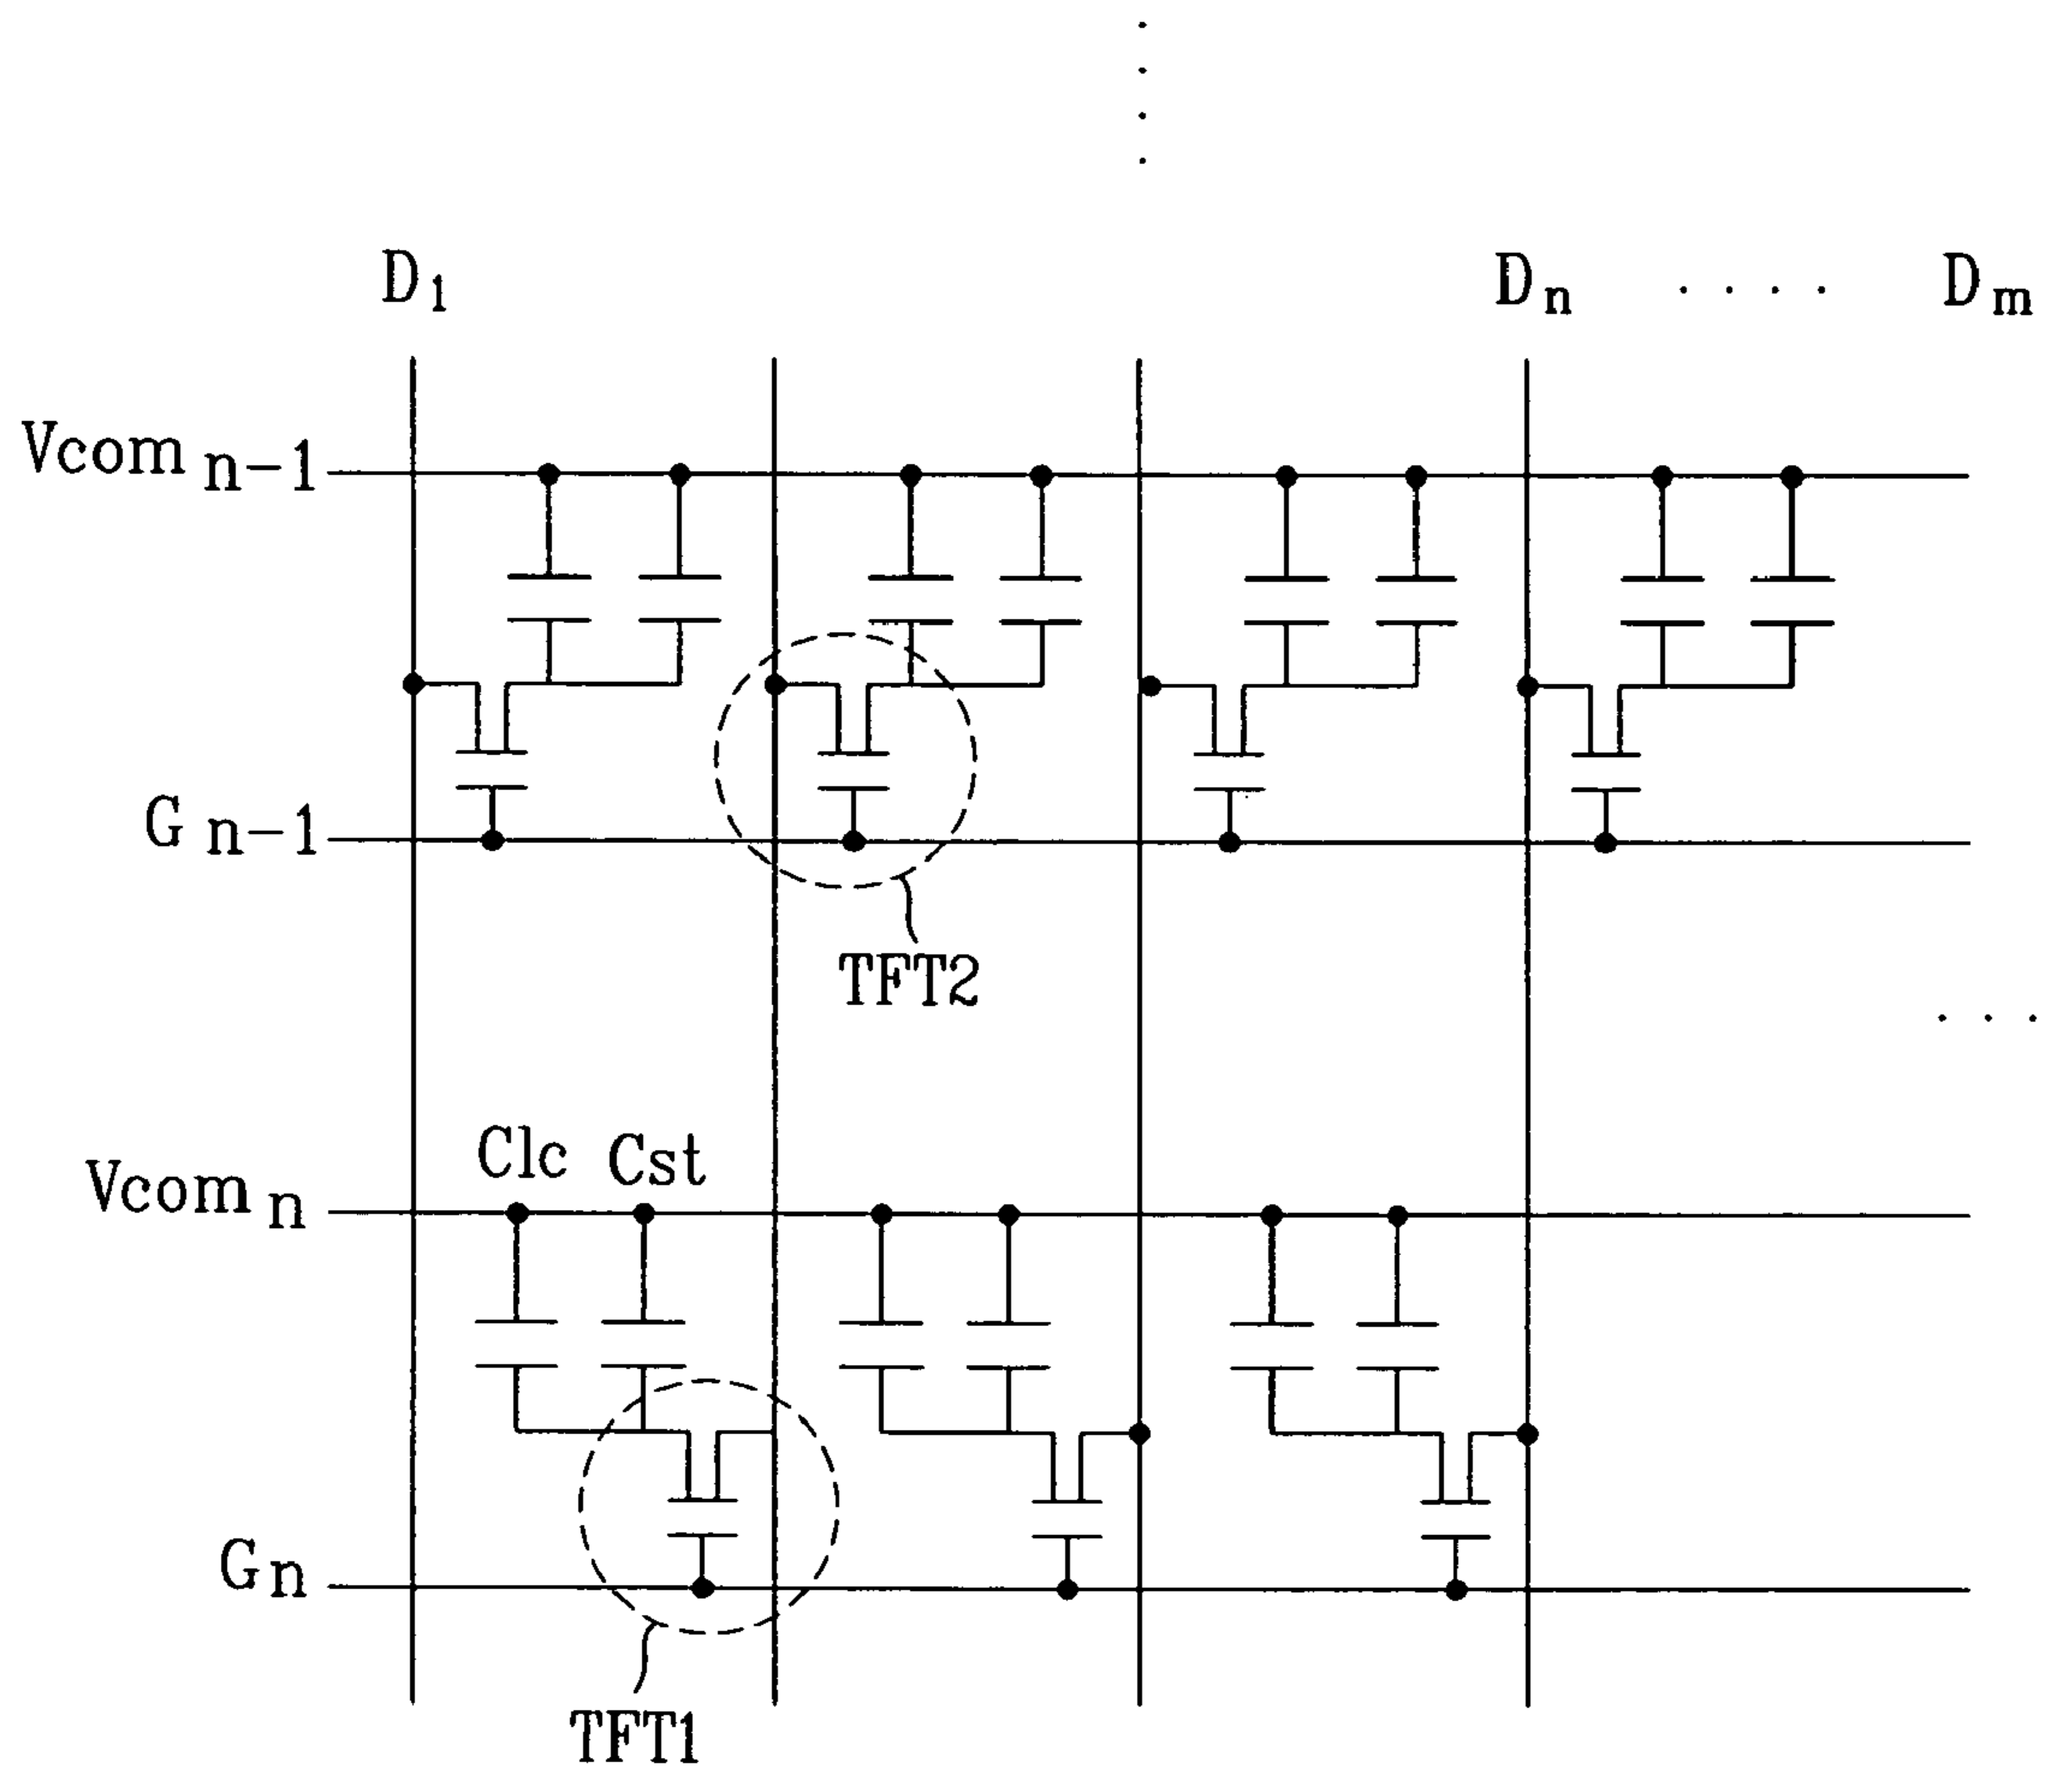 D1 Dn .... Dm
Vcom n-1
G n-1
TFT2
Clc Cst
Vcom n
Gn
TFT1